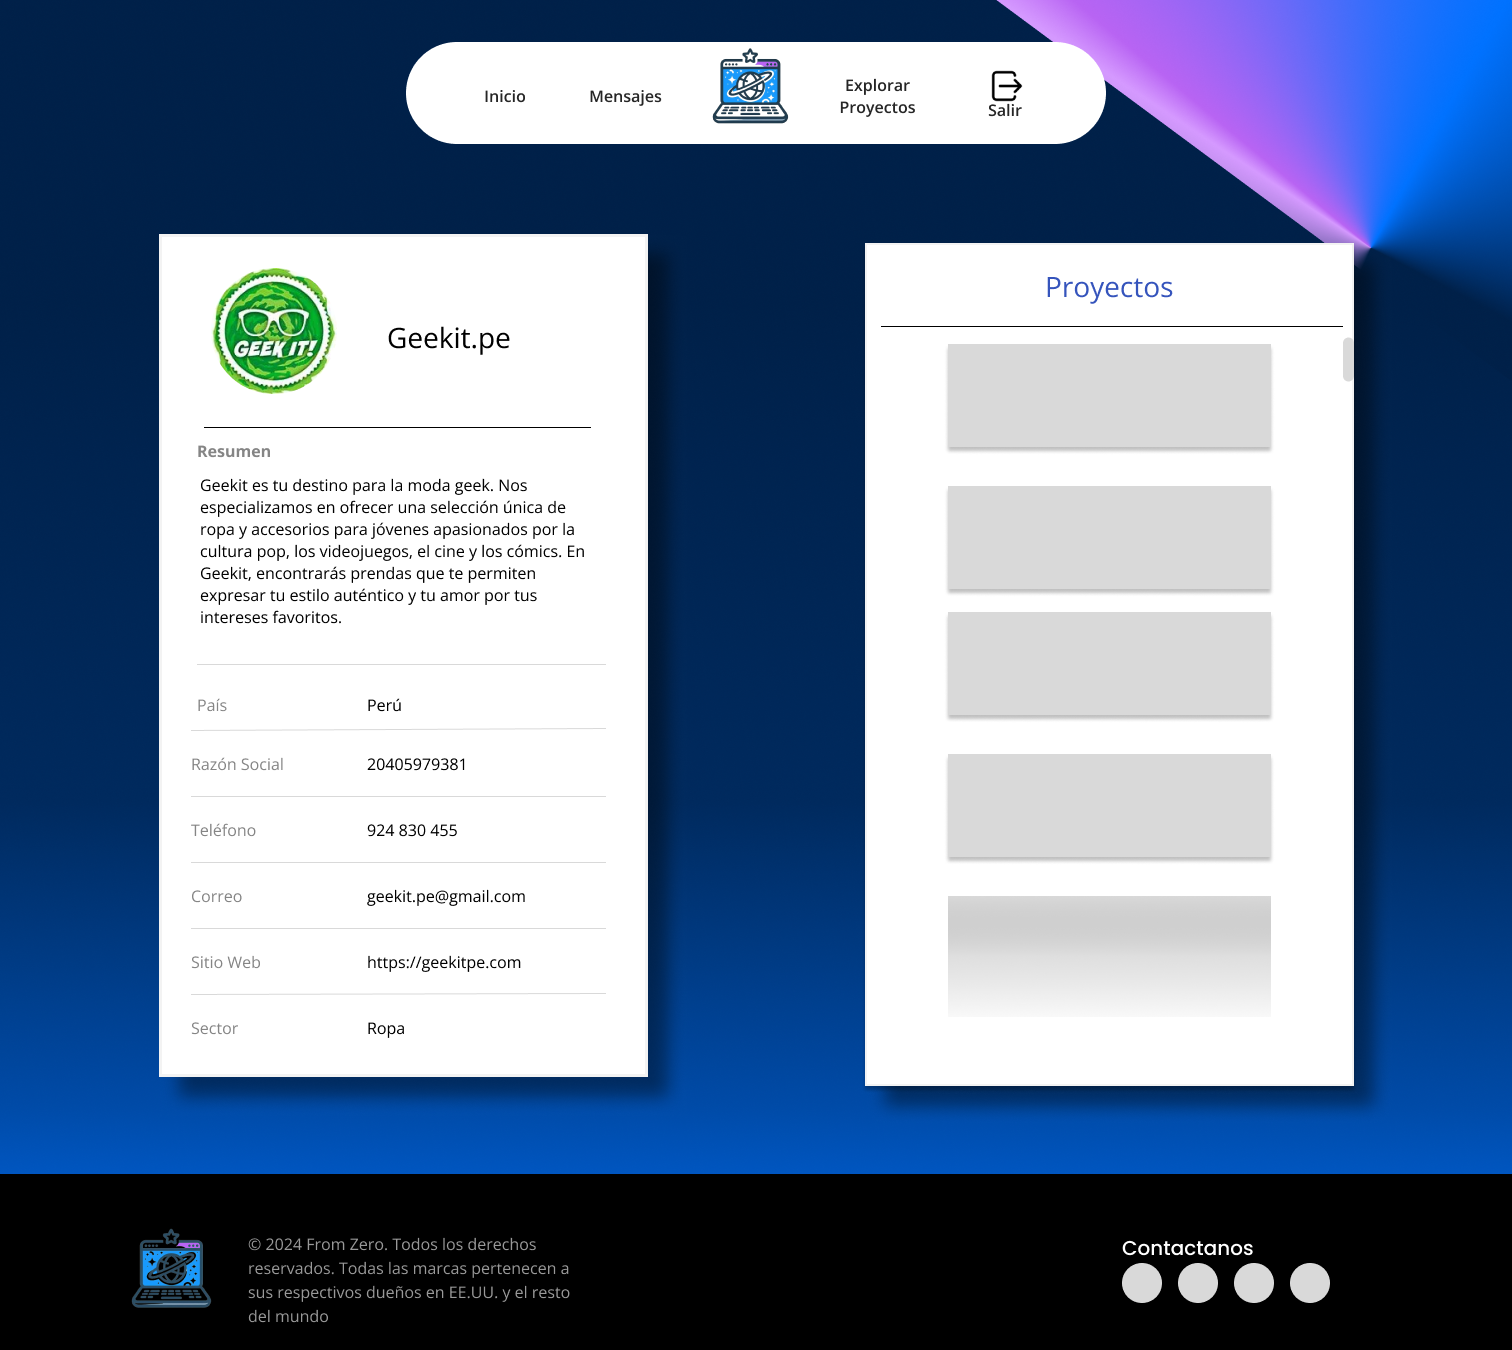 Inicio
Mensajes
Explorar
Proyectos
Salir
GEEK IT!
Geekit.pe
Resumen
Geekit es tu destino para la moda geek. Nos
especializamos en ofrecer una selección única de
ropa y accesorios para jóvenes apasionados por la
cultura pop, los videojuegos, el cine y los cómics. En
Geekit, encontrarás prendas que te permiten
expresar tu estilo auténtico y tu amor por tus
intereses favoritos.
País Perú
Razón Social 20405979381
Teléfono 924 830 455
Correo geekit.pe@gmail.com
Sitio Web https://geekitpe.com
Sector Ropa
Proyectos
© 2024 From Zero. Todos los derechos
reservados. Todas las marcas pertenecen a
sus respectivos dueños en EE.UU. y el resto
del mundo
Contactanos